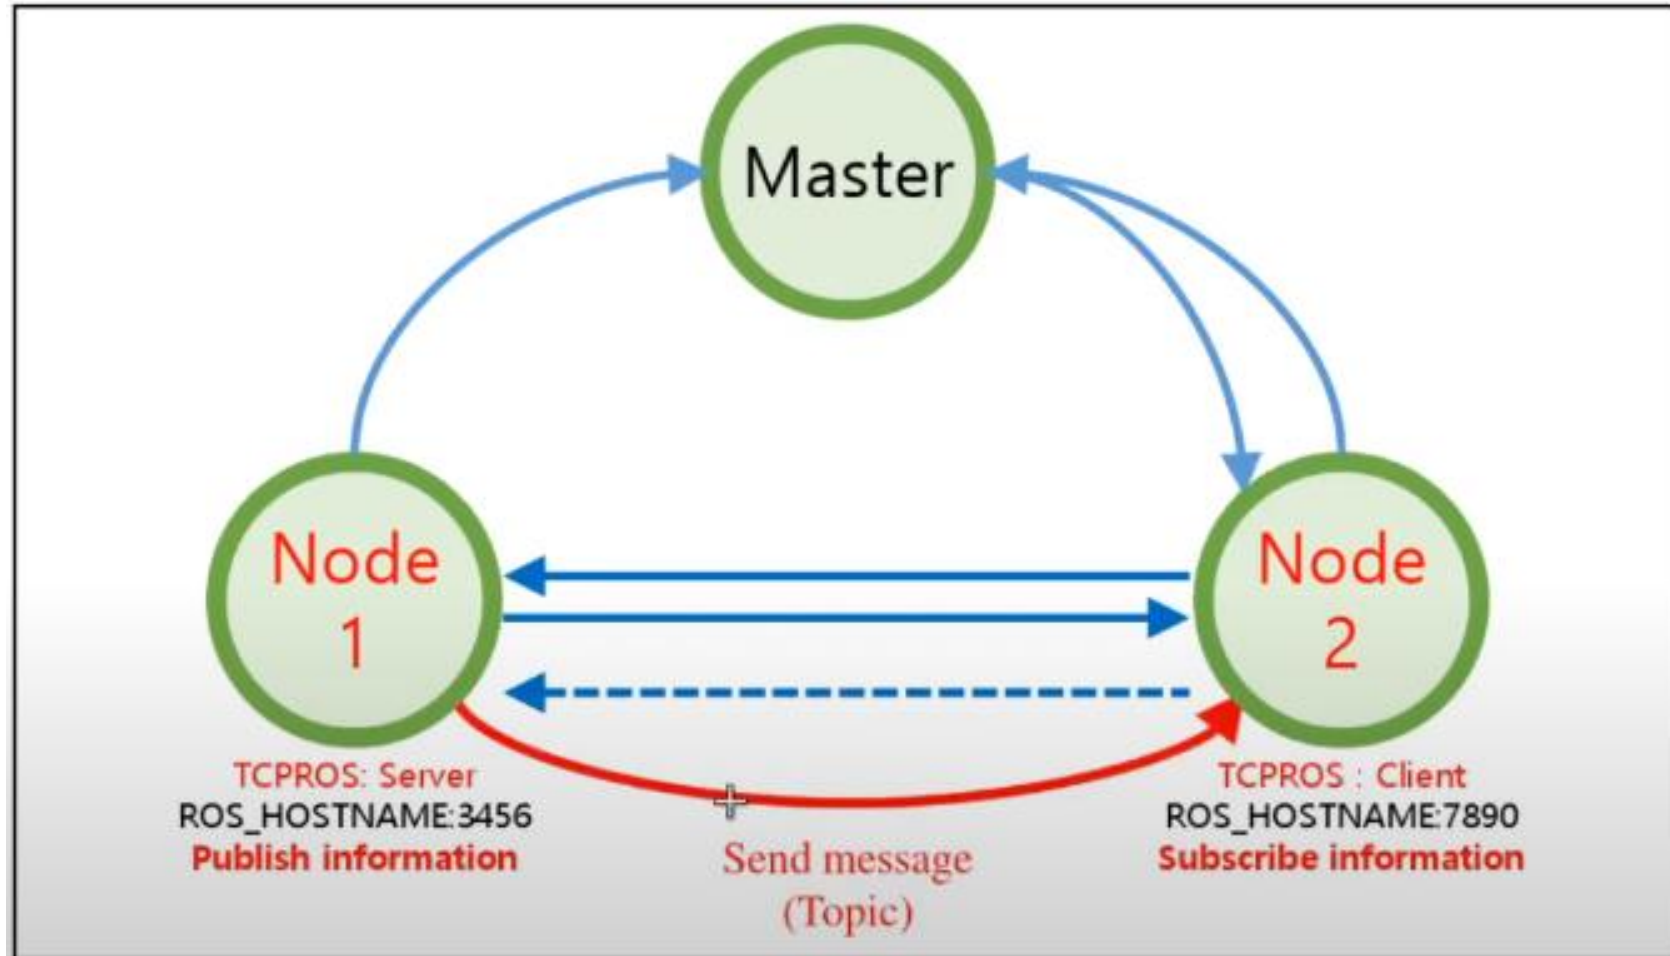 Master
Node
1
Node
2
TCPROS: Server
ROS_HOSTNAME:3456
Publish information
TCPROS : Client
ROS_HOSTNAME:7890
Subscribe information
Send message
(Topic)